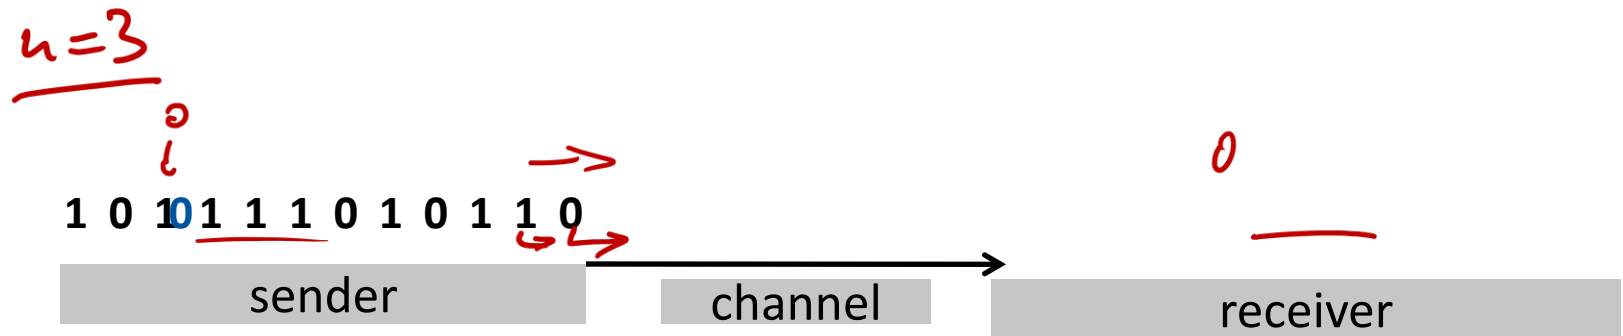 n=3
0
0
1 0 1 0 1 1 1 0 1 0 1 1 0
sender
channel
receiver